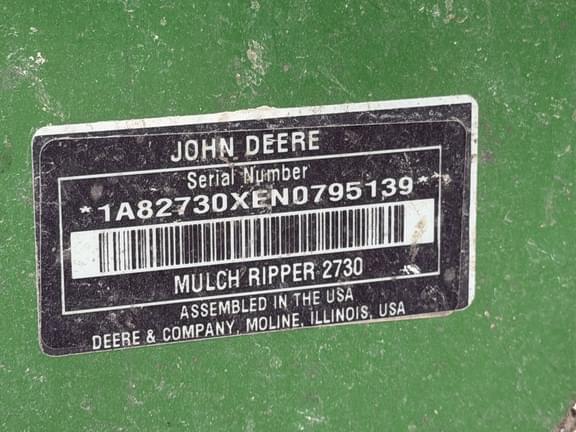 JOHN DEERE
Serial Number
*1A82730XEN0795139*
MULCH RIPPER 2730
ASSEMBLED IN THE USA
DEERE & COMPANY, MOLINE, ILLINOIS, USA